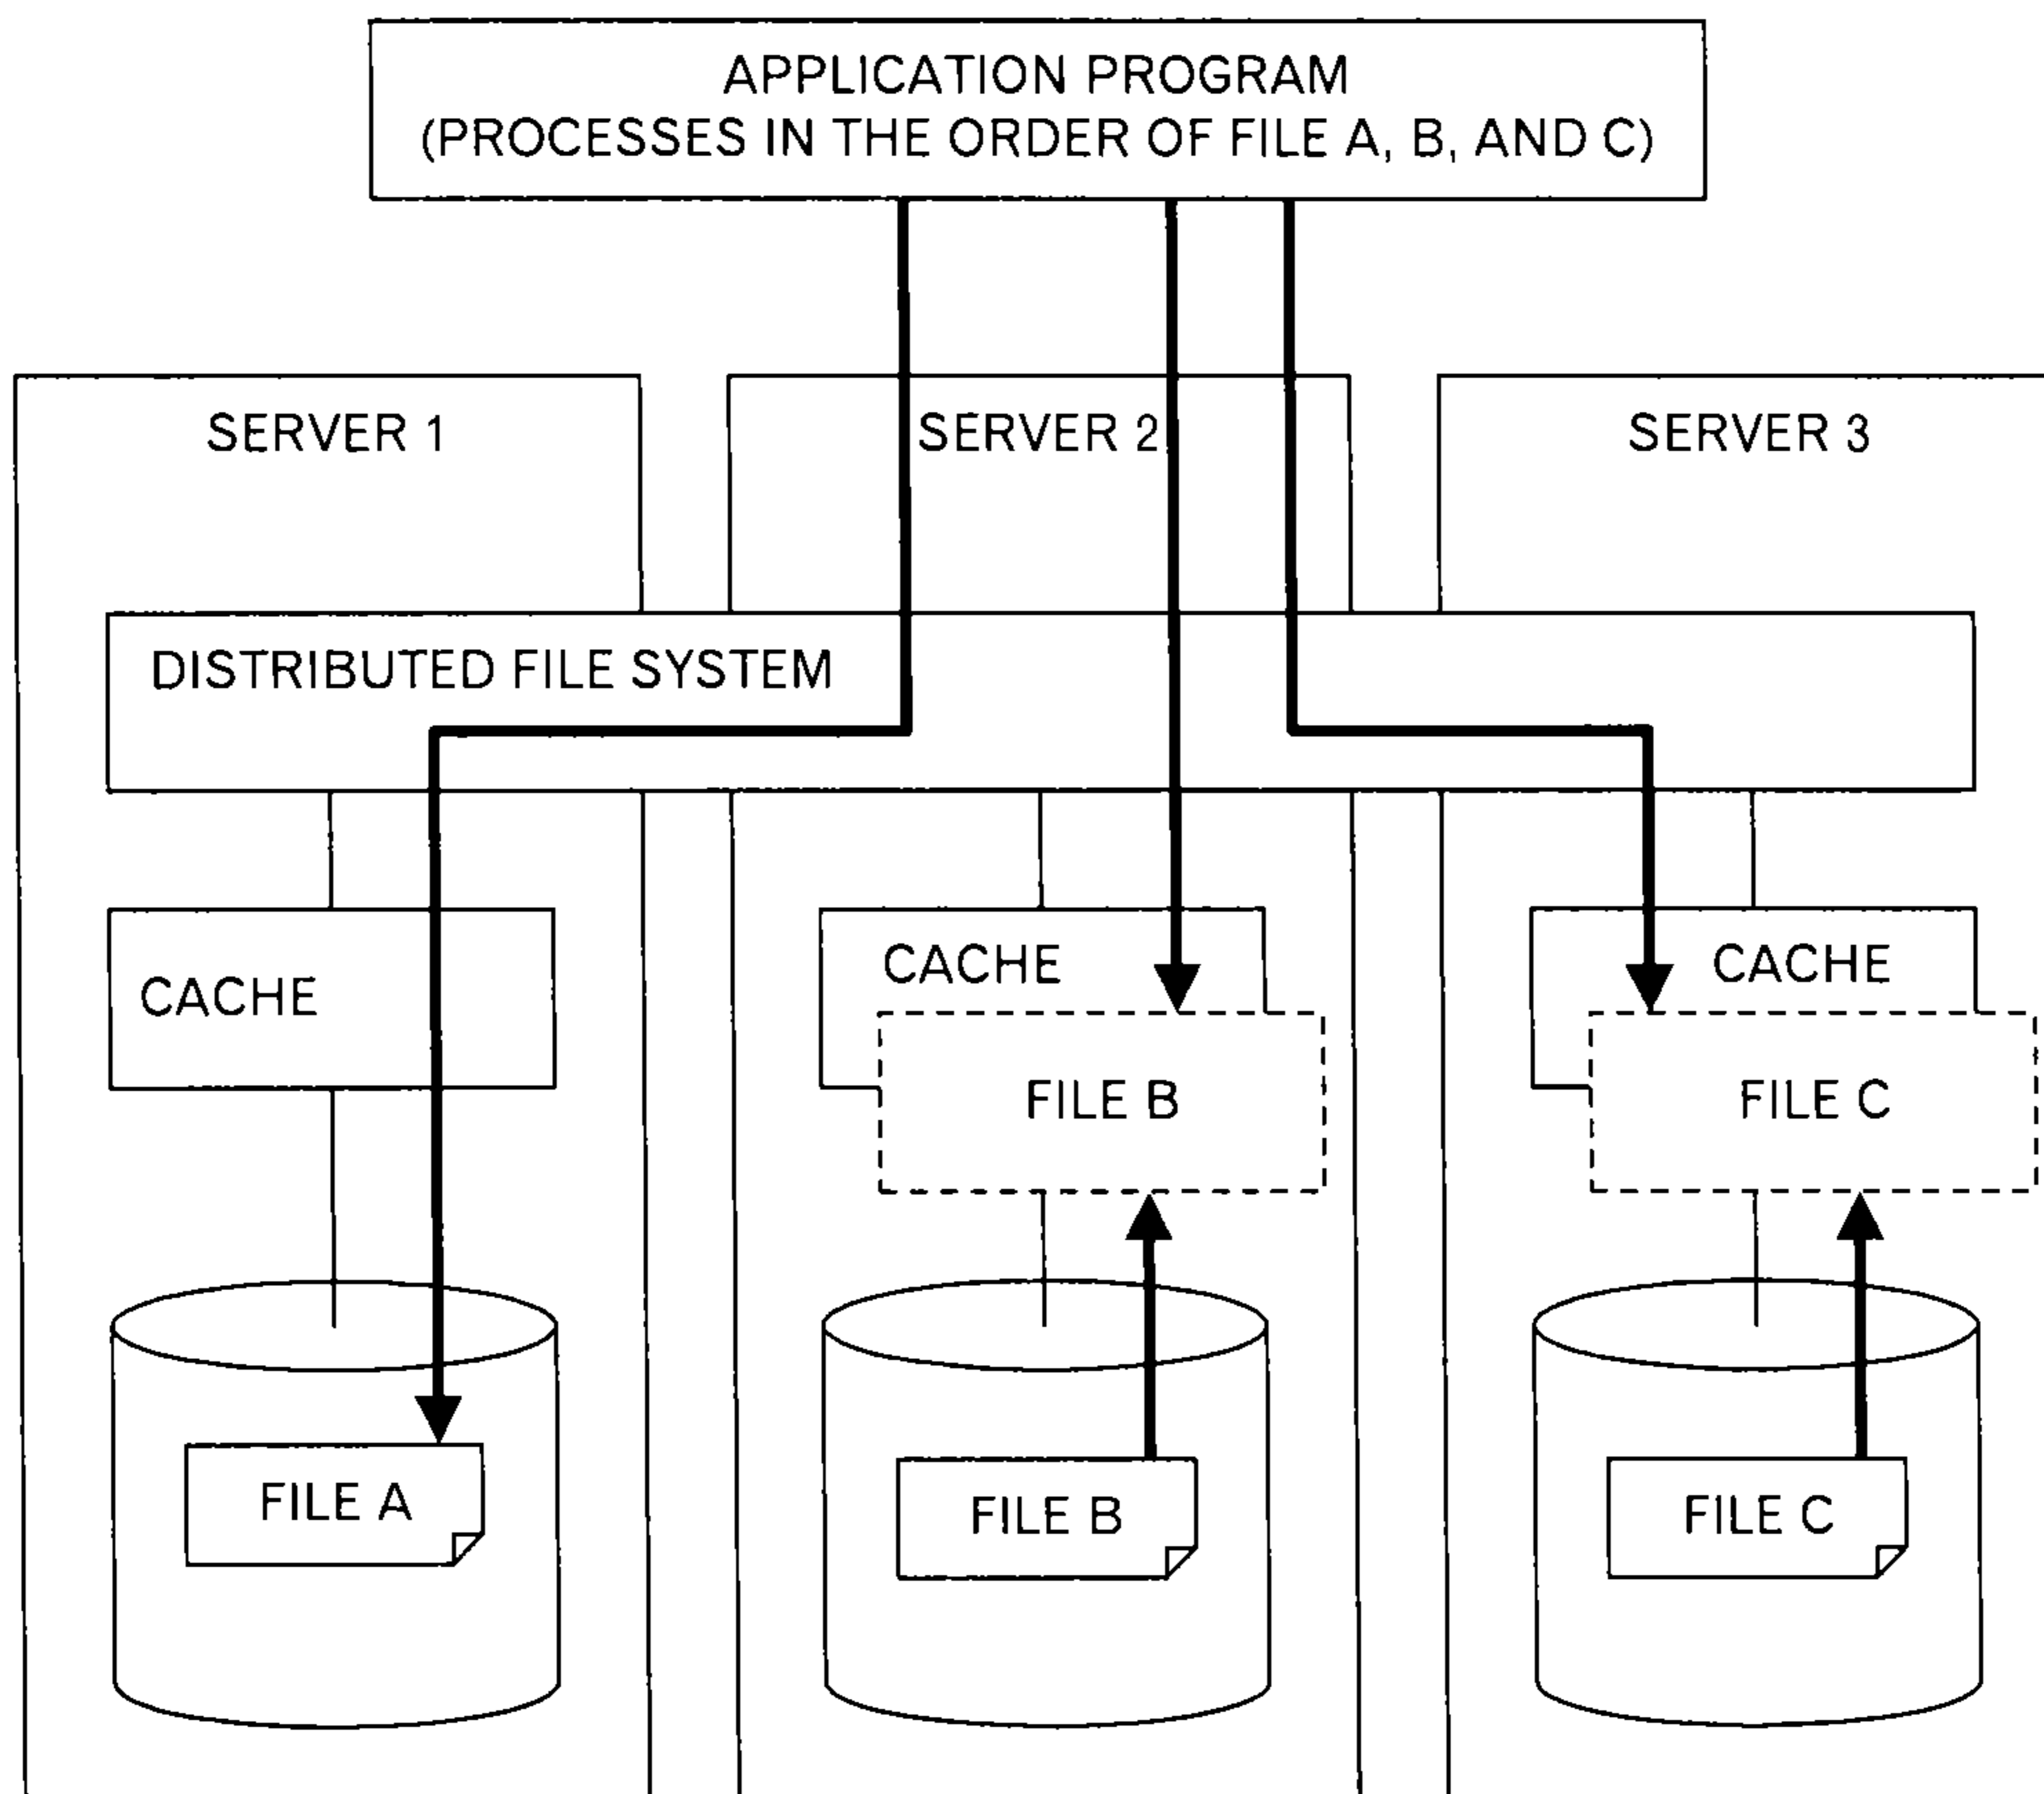 APPLICATION PROGRAM
(PROCESSES IN THE ORDER OF FILE A, B, AND C)
SERVER 1
SERVER 2
SERVER 3
DISTRIBUTED FILE SYSTEM
CACHE
CACHE
CACHE
FILE B
FILE C
FILE A
FILE B
FILE C